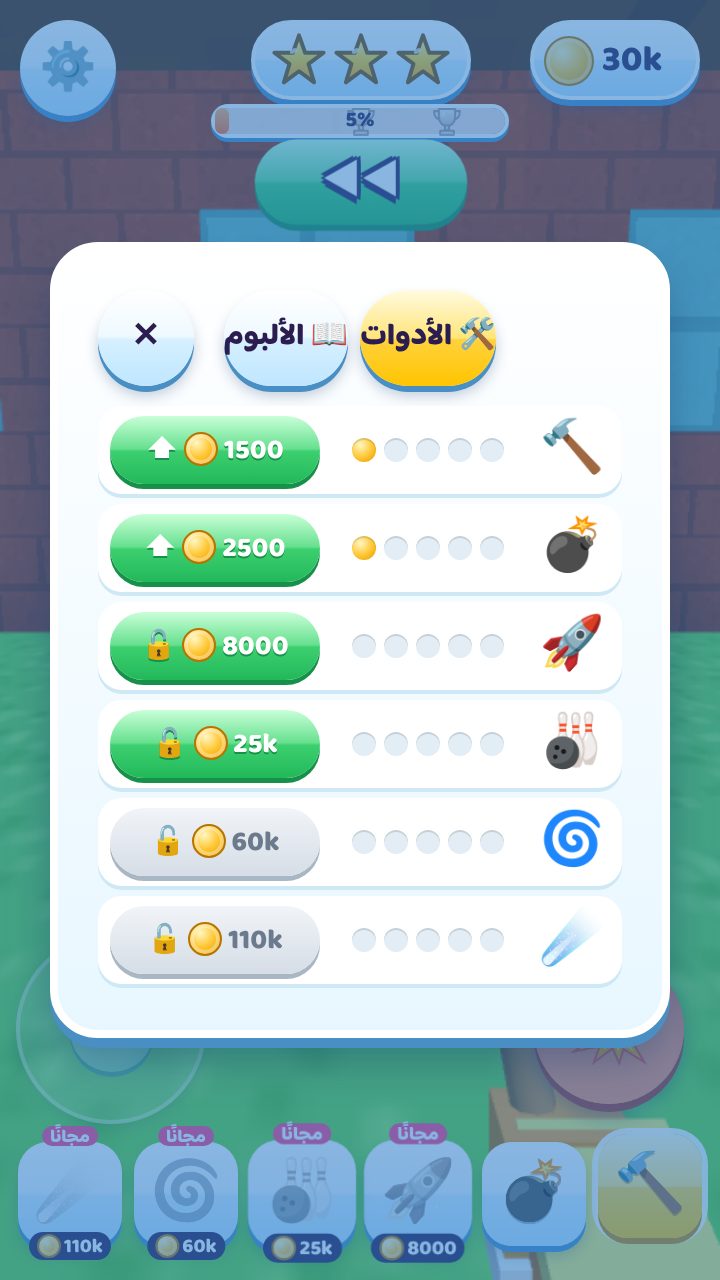 30k
5%
🛠️ الأدوات
📖 الألبوم
✕
1500
2500
8000
25k
60k
110k
مجانًا
مجانًا
مجانًا
مجانًا
8000
25k
60k
110k